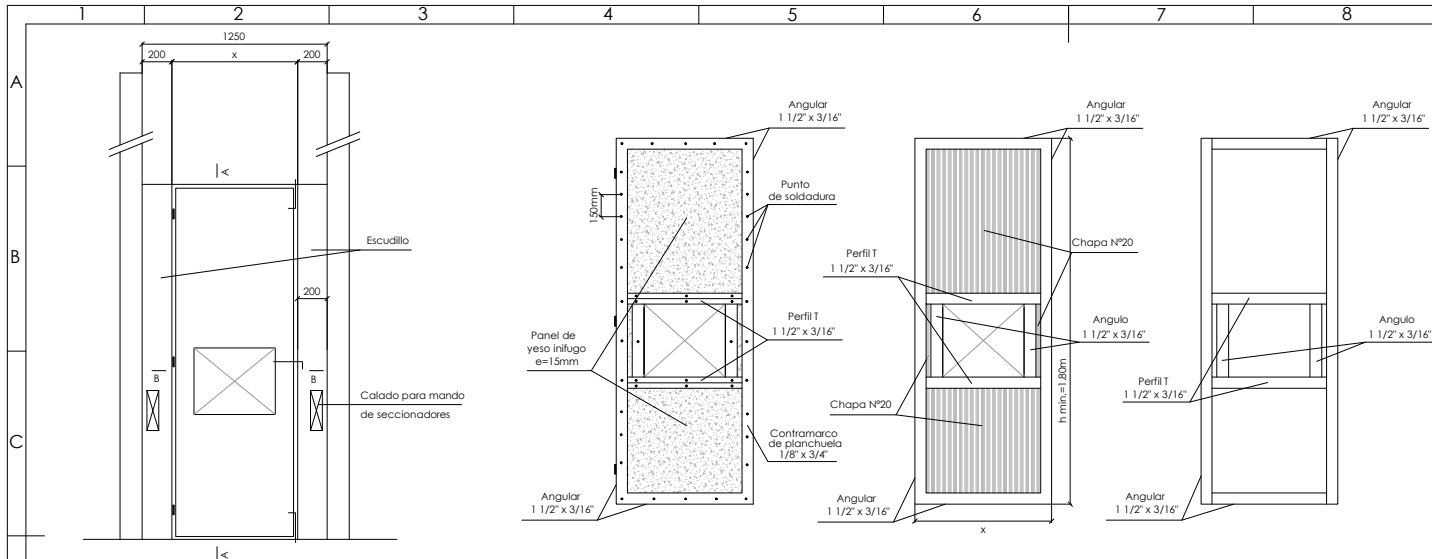 1 2 3 4 5 6 7 8
A
B
C
1250
200 x 200
A
Escudillo
200
B B
Calado para mando
de seccionadores
A
Angular
1 1/2" x 3/16"
150mm
Punto
de soldadura
Perfil T
1 1/2" x 3/16"
Panel de
yeso inifugo
e=15mm
Contramarco
de planchuela
1/8" x 3/4"
Angular
1 1/2" x 3/16"
Angular
1 1/2" x 3/16"
Chapa N°20
Perfil T
1 1/2" x 3/16"
Angulo
1 1/2" x 3/16"
h min.=1,80m
Chapa N°20
Angular
1 1/2" x 3/16"
x
Angular
1 1/2" x 3/16"
Angulo
1 1/2" x 3/16"
Perfil T
1 1/2" x 3/16"
Angular
1 1/2" x 3/16"